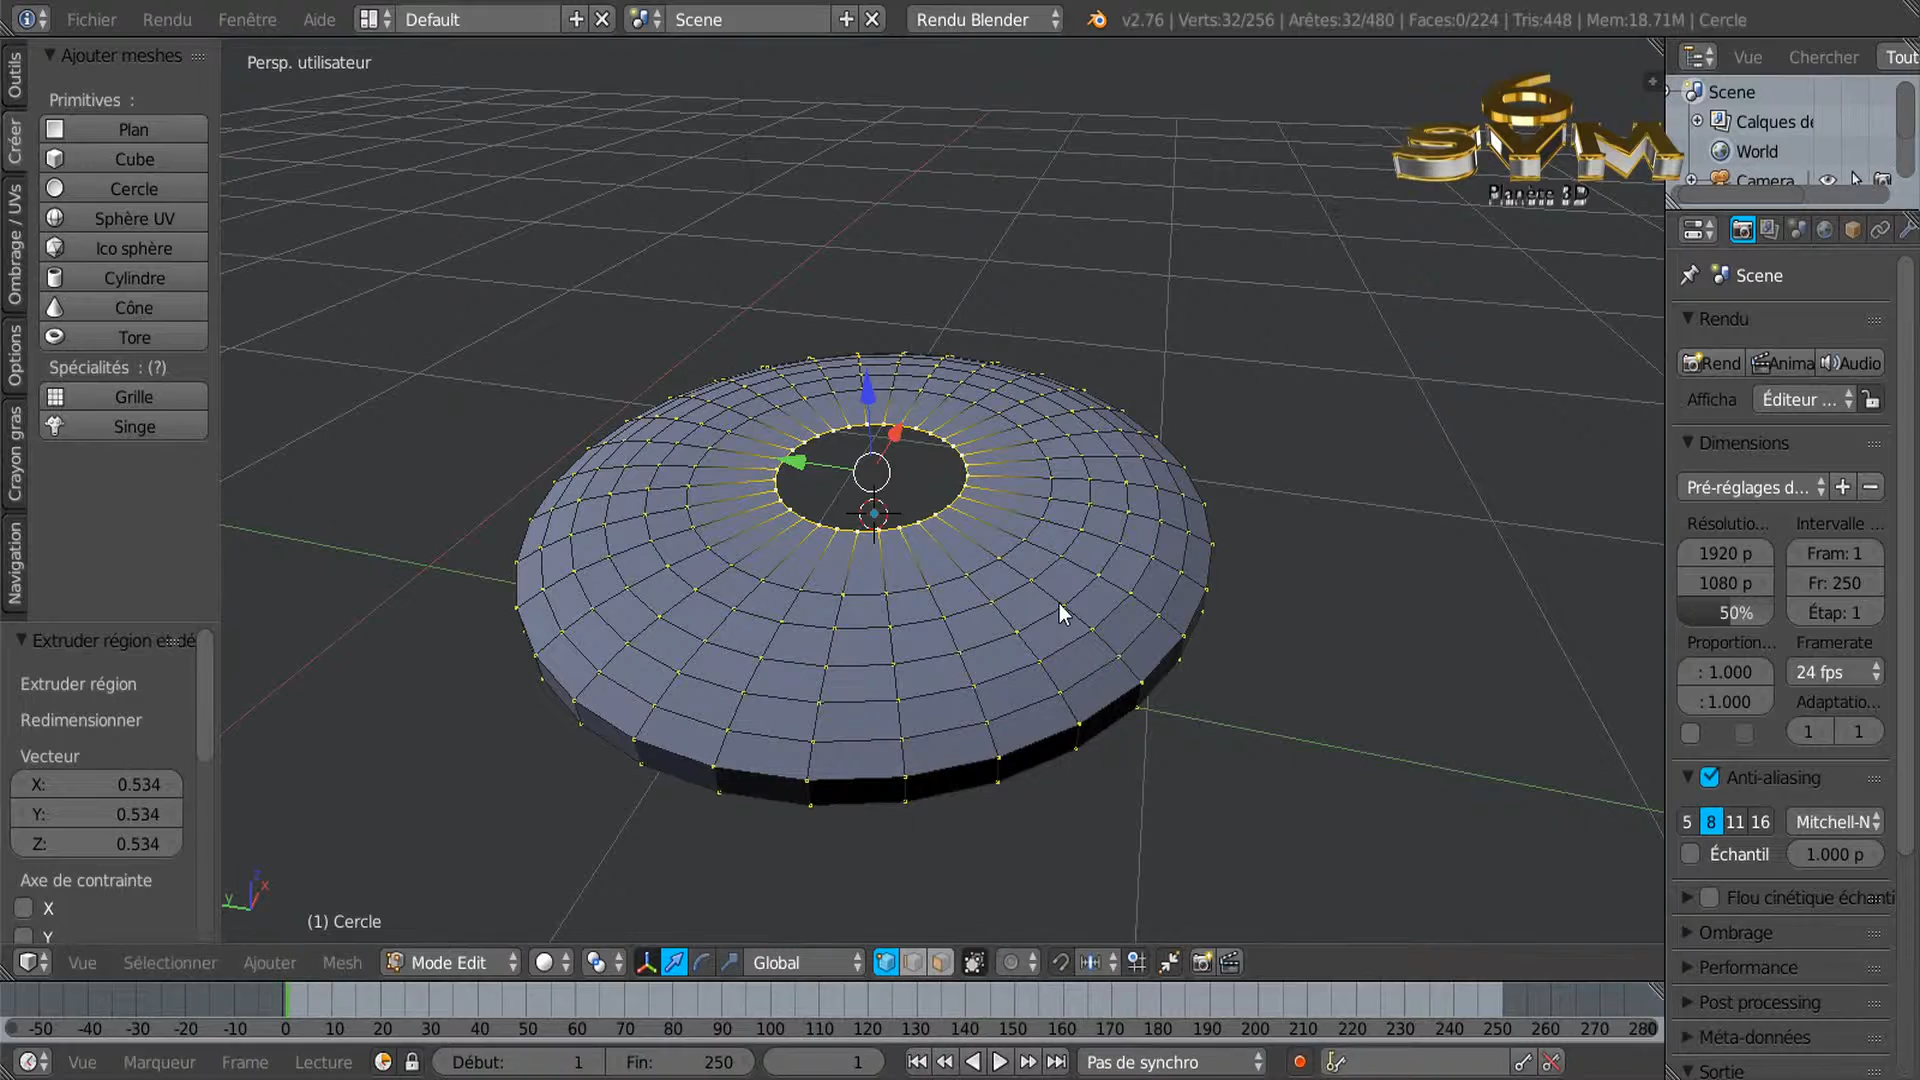 Fichier Rendu Fenêtre Aide Default Scene Rendu Blender v2.76 | Verts:32/256 | Arêtes:32/480 | Faces:0/224 | Tris:448 | Mem:18.71M | Cercle
Outils
Créer
Ombrage / UVs
Options
Crayon gras
Navigation
Ajouter meshes
Primitives :
Plan
Cube
Cercle
Sphère UV
Ico sphère
Cylindre
Cône
Tore
Spécialités : (?)
Grille
Singe
Extruder région et dé
Extruder région
Redimensionner
Vecteur
X: 0.534
Y: 0.534
Z: 0.534
Axe de contrainte
X
Y
Persp. utilisateur
6
SYM
Planète 3D
z
x
y
(1) Cercle
Vue Sélectionner Ajouter Mesh Mode Edit Global
Vue Chercher Tout
Scene
Calques de
World
Camera
Scene
Rendu
Rend Anima Audio
Afficha Éditeur ...
Dimensions
Pré-réglages d...
Résolutio... Intervalle ...
1920 p Fram: 1
1080 p Fr: 250
50% Étap: 1
Proportion... Framerate
: 1.000 24 fps
: 1.000 Adaptatio...
1 1
Anti-aliasing
5 8 11 16 Mitchell-N
Échantil 1.000 p
Flou cinétique échanti
Ombrage
Performance
Post processing
Méta-données
Sortie
-50 -40 -30 -20 -10 0 10 20 30 40 50 60 70 80 90 100 110 120 130 140 150 160 170 180 190 200 210 220 230 240 250 260 270 280
Vue Marqueur Frame Lecture Début: 1 Fin: 250 1 Pas de synchro